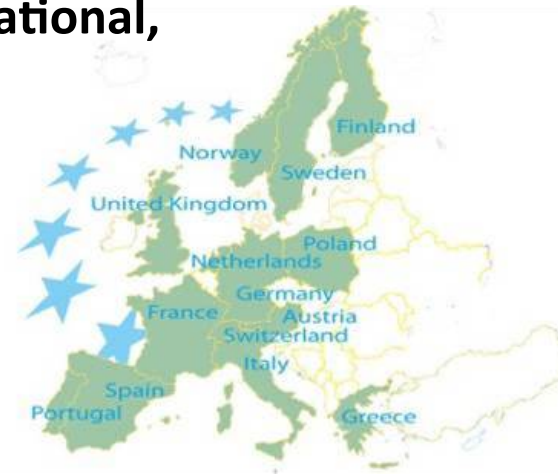 ational,
Finland
Norway
Sweden
United Kingdom
Poland
Netherlands
Germany
France
Austria
Switzerland
Italy
Spain
Portugal
Greece